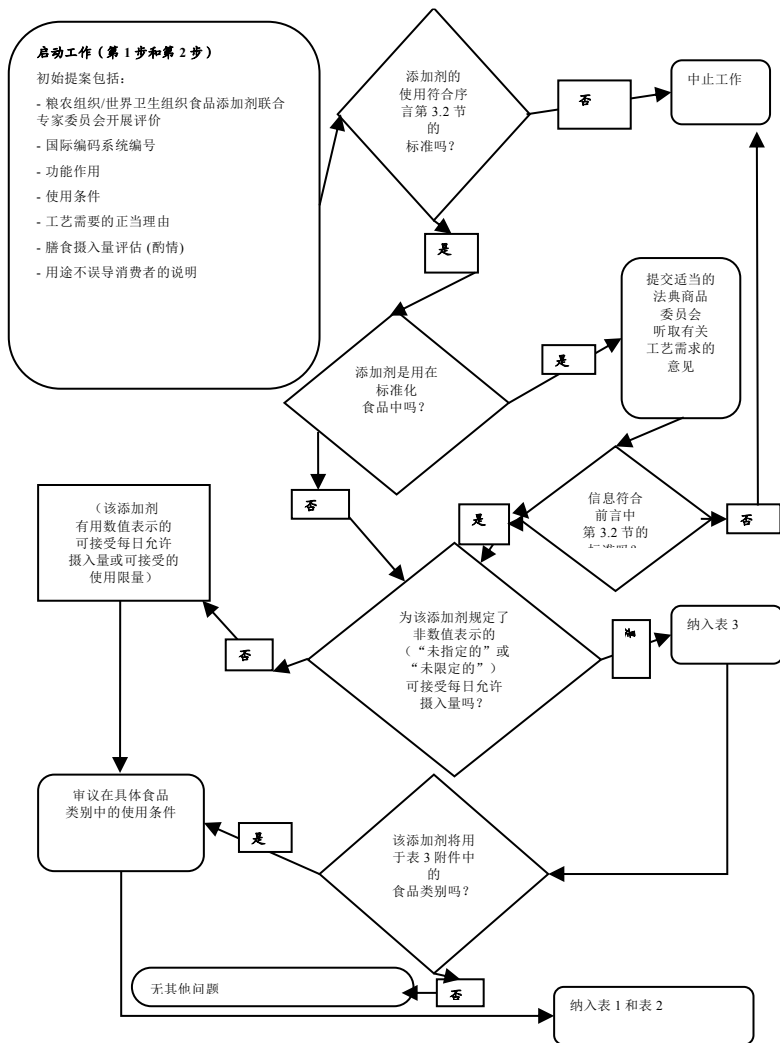 启动工作（第 1 步和第 2 步）
初始提案包括：
- 粮农组织/世界卫生组织食品添加剂联合
专家委员会开展评价
- 国际编码系统编号
- 功能作用
- 使用条件
- 工艺需要的正当理由
- 膳食摄入量评估 (酌情)
- 用途不误导消费者的说明
添加剂的
使用符合序
言第 3.2 节
的
标准吗？
否
中止工作
是
添加剂是用在
标准化
食品中吗？
是
提交适当的
法典商品
委员会
听取有关
工艺需求的
意见
否
信息符合
前言中
第 3.2 节的
标准吗？
是
否
（该添加剂
有用数值表示的
可接受每日允许
摄入量或可接受的
使用限量）
否
为该添加剂规定了
非数值表示的
（“未指定的”或
“未限定的”）
可接受每日允许
摄入量吗？
纳入表 3
审议在具体食品
类别中的使用条件
是
该添加剂将用
于表 3 附件中
的
食品类别吗？
无其他问题
否
纳入表 1 和表 2